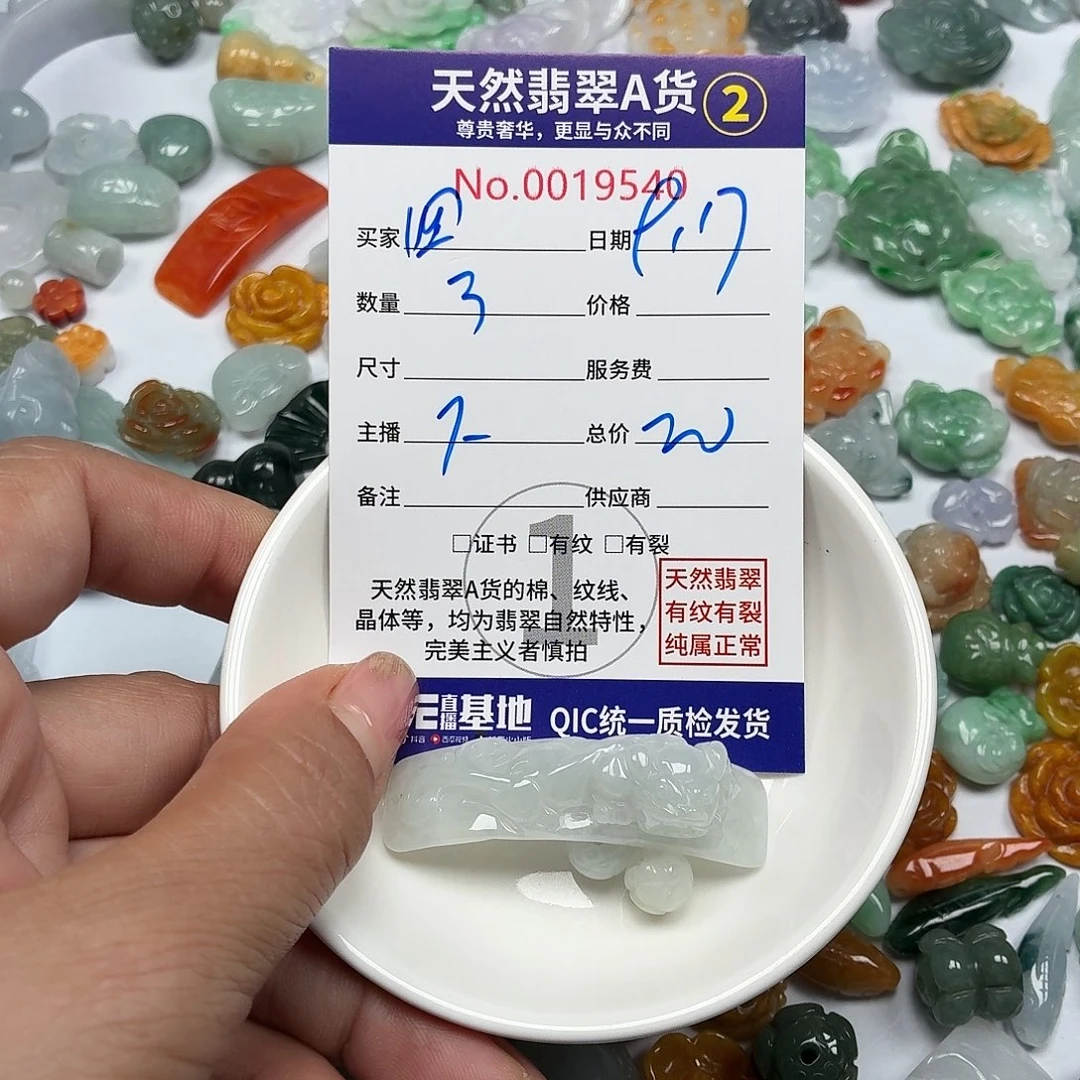 天然翡翠A货 2
尊贵奢华，更显与众不同
No.0019540
买家 日期
数量 3 价格
尺寸 服务费
主播 总价
备注 供应商
□证书 □有纹 □有裂
1
天然翡翠A货的棉、纹线、
晶体等，均为翡翠自然特性，
完美主义者慎拍
天然翡翠
有纹有裂
纯属正常
直播基地 QIC统一质检发货